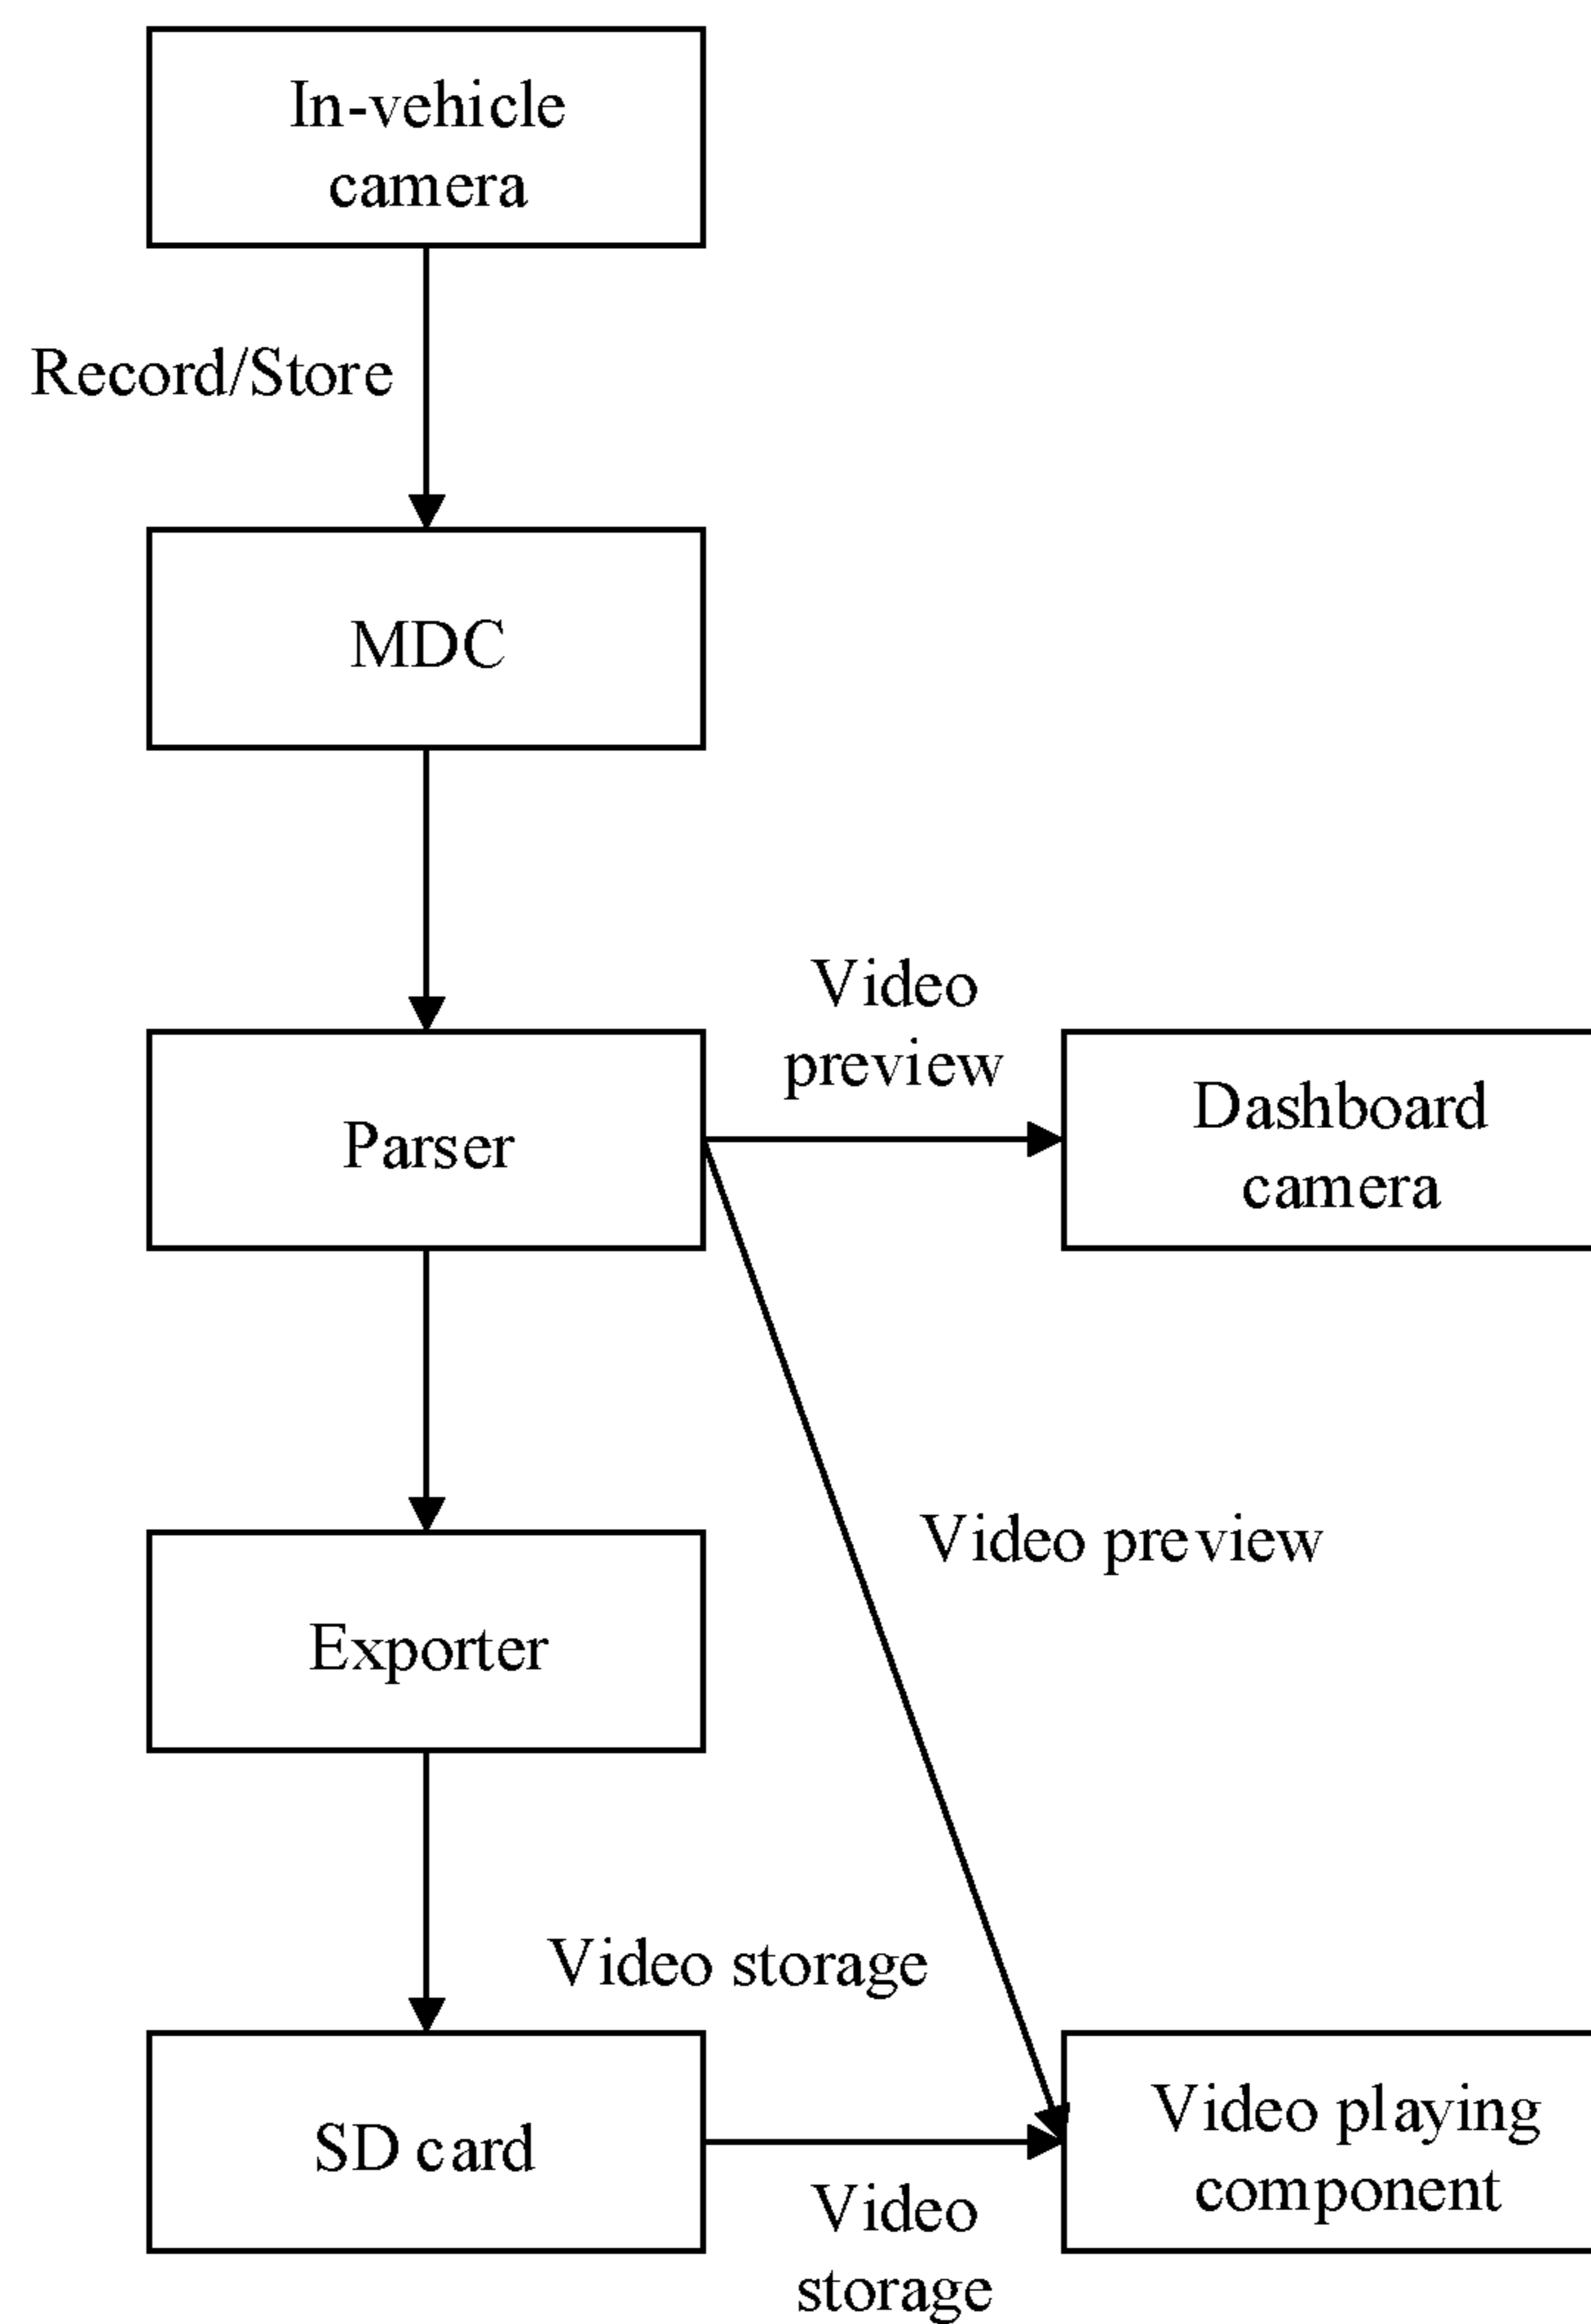 In-vehicle
camera
Record/Store
MDC
Video
preview
Parser
Dashboard
camera
Video preview
Exporter
Video storage
SD card
Video playing
component
Video
storage